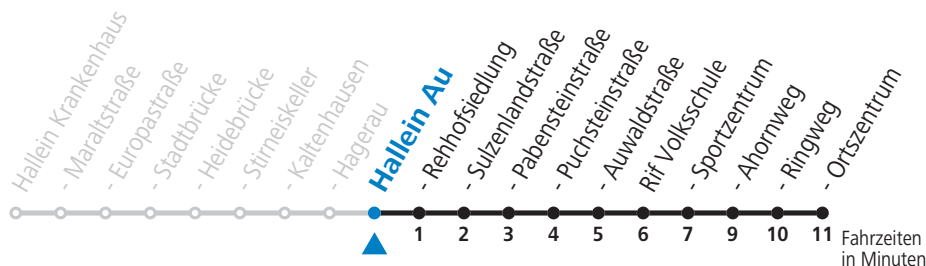 Hallein Krankenhaus
- Maraltstraße
- Europastraße
- Stadtbrücke
- Heidebrücke
- Stirneiskeller
- Kaltenhausen
- Hagerau
Hallein Au
- Rehhofsiedlung
- Sulzenlandstraße
- Pabensteinstraße
- Puchsteinstraße
- Auwaldstraße
Rif Volksschule
- Sportzentrum
- Ahornweg
- Ringweg
- Ortszentrum
1 2 3 4 5 6 7 9 10 11
Fahrzeiten
in Minuten